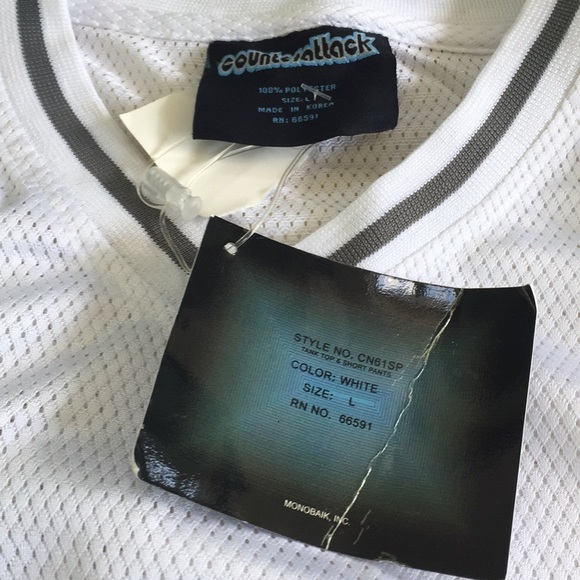 counterattack
100% POLYESTER
SIZE: L
MADE IN KOREA
RN: 66591
STYLE NO. CN61SP
TANK TOP & SHORT PANTS
COLOR: WHITE
SIZE: L
RN NO. 66591
MONOBAIK, INC.